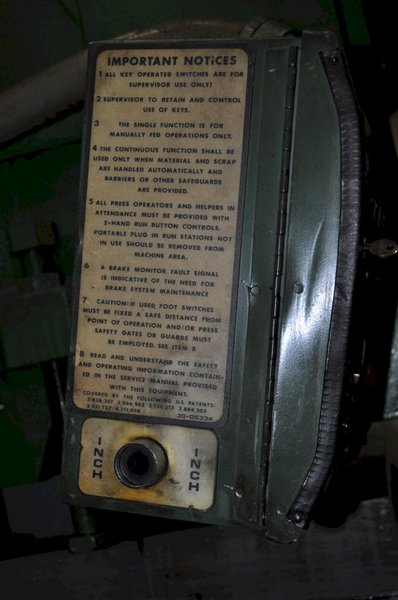 IMPORTANT NOTICES
1 ALL KEY OPERATED SWITCHES ARE FOR
SUPERVISOR USE ONLY!
2 SUPERVISOR TO RETAIN AND CONTROL
USE OF KEYS.
3 THE SINGLE FUNCTION IS FOR
MANUALLY FED OPERATIONS ONLY.
4 THE CONTINUOUS FUNCTION SHALL BE
USED ONLY WHEN MATERIAL AND SCRAP
ARE HANDLED AUTOMATICALLY AND
BARRIERS OR OTHER SAFEGUARDS
ARE PROVIDED.
5 ALL PRESS OPERATORS AND HELPERS IN
ATTENDANCE MUST BE PROVIDED WITH
2-HAND RUN BUTTON CONTROLS.
PORTABLE PLUG IN RUN STATIONS NOT
IN USE SHOULD BE REMOVED FROM
MACHINE AREA.
6 A BRAKE MONITOR FAULT SIGNAL
IS INDICATIVE OF THE NEED FOR
BRAKE SYSTEM MAINTENANCE
7 CAUTION: IF USED, FOOT SWITCHES
MUST BE FIXED A SAFE DISTANCE FROM
POINT OF OPERATION AND/OR PRESS
SAFETY GATES OR GUARDS MUST
BE EMPLOYED. SEE ITEM 8
8 READ AND UNDERSTAND THE SAFETY
AND OPERATING INFORMATION CONTAIN-
ED IN THE SERVICE MANUAL PROVIDED
WITH THIS EQUIPMENT.
COVERED BY THE FOLLOWING U.S. PATENTS:
30-05334
INCH
INCH